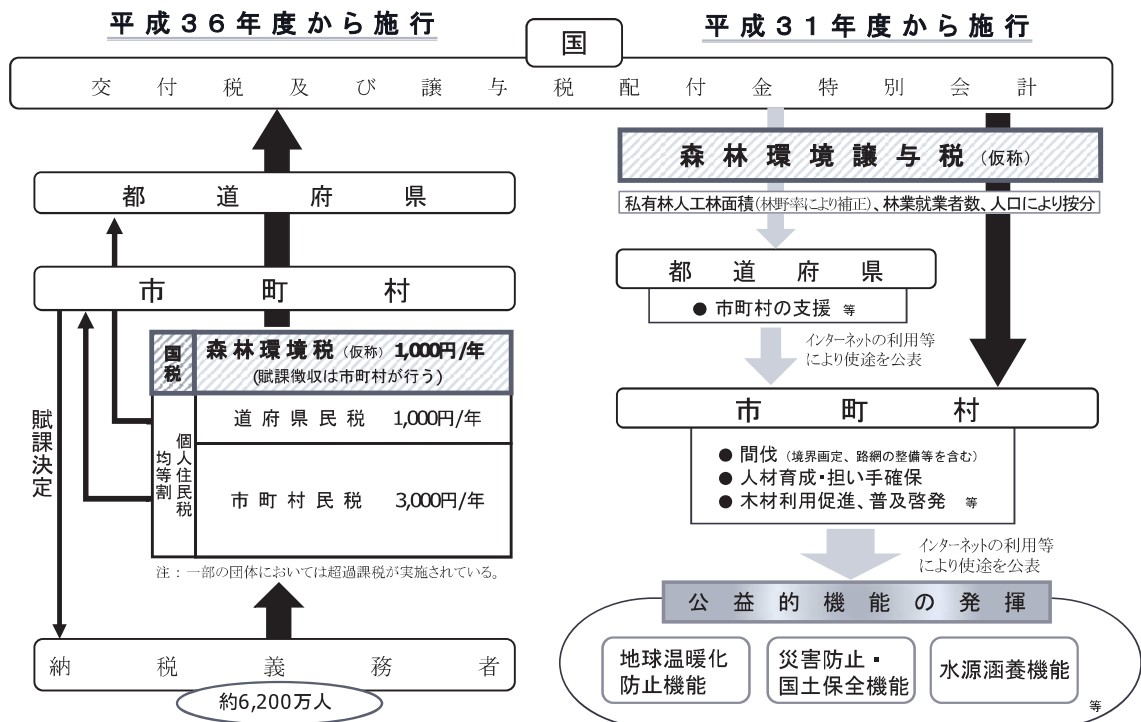 平成36年度から施行
国
平成31年度から施行
交付税及び譲与税配付金特別会計
都道府県
市町村
国税
森林環境税（仮称）1,000円/年
(賦課徴収は市町村が行う)
個人住民税
均等割
道府県民税 1,000円/年
市町村民税 3,000円/年
賦課決定
注：一部の団体においては超過課税が実施されている。
納税義務者
約6,200万人
森林環境譲与税（仮称）
私有林人工林面積(林野率により補正)、林業就業者数、人口により按分
都道府県
● 市町村の支援 等
インターネットの利用等
により使途を公表
市町村
● 間伐（境界画定、路網の整備等を含む）
● 人材育成・担い手確保
● 木材利用促進、普及啓発 等
インターネットの利用等
により使途を公表
公益的機能の発揮
地球温暖化
防止機能
災害防止・
国土保全機能
水源涵養機能
等